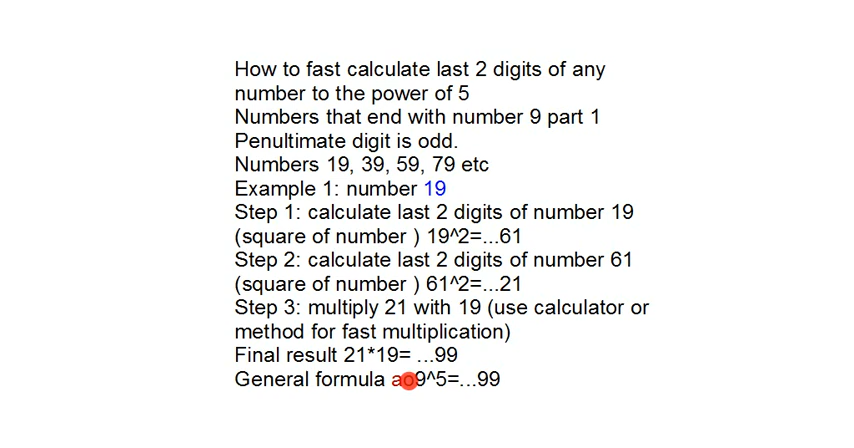 How to fast calculate last 2 digits of any
number to the power of 5
Numbers that end with number 9 part 1
Penultimate digit is odd.
Numbers 19, 39, 59, 79 etc
Example 1: number 19
Step 1: calculate last 2 digits of number 19
(square of number ) 19^2=...61
Step 2: calculate last 2 digits of number 61
(square of number ) 61^2=...21
Step 3: multiply 21 with 19 (use calculator or
method for fast multiplication)
Final result 21*19= ...99
General formula ao9^5=...99